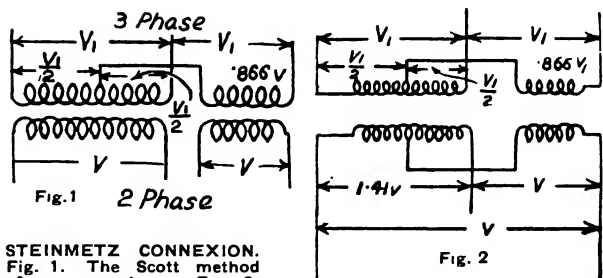 3 Phase
V₁ V₁
V₁/2 .866 V
V₁/2
V V
Fig. 1
2 Phase
V₁ V₁
V₁/2 .866 V₁
V₁/2
1.41V V
V
Fig. 2
STEINMETZ CONNEXION.
Fig. 1. The Scott method